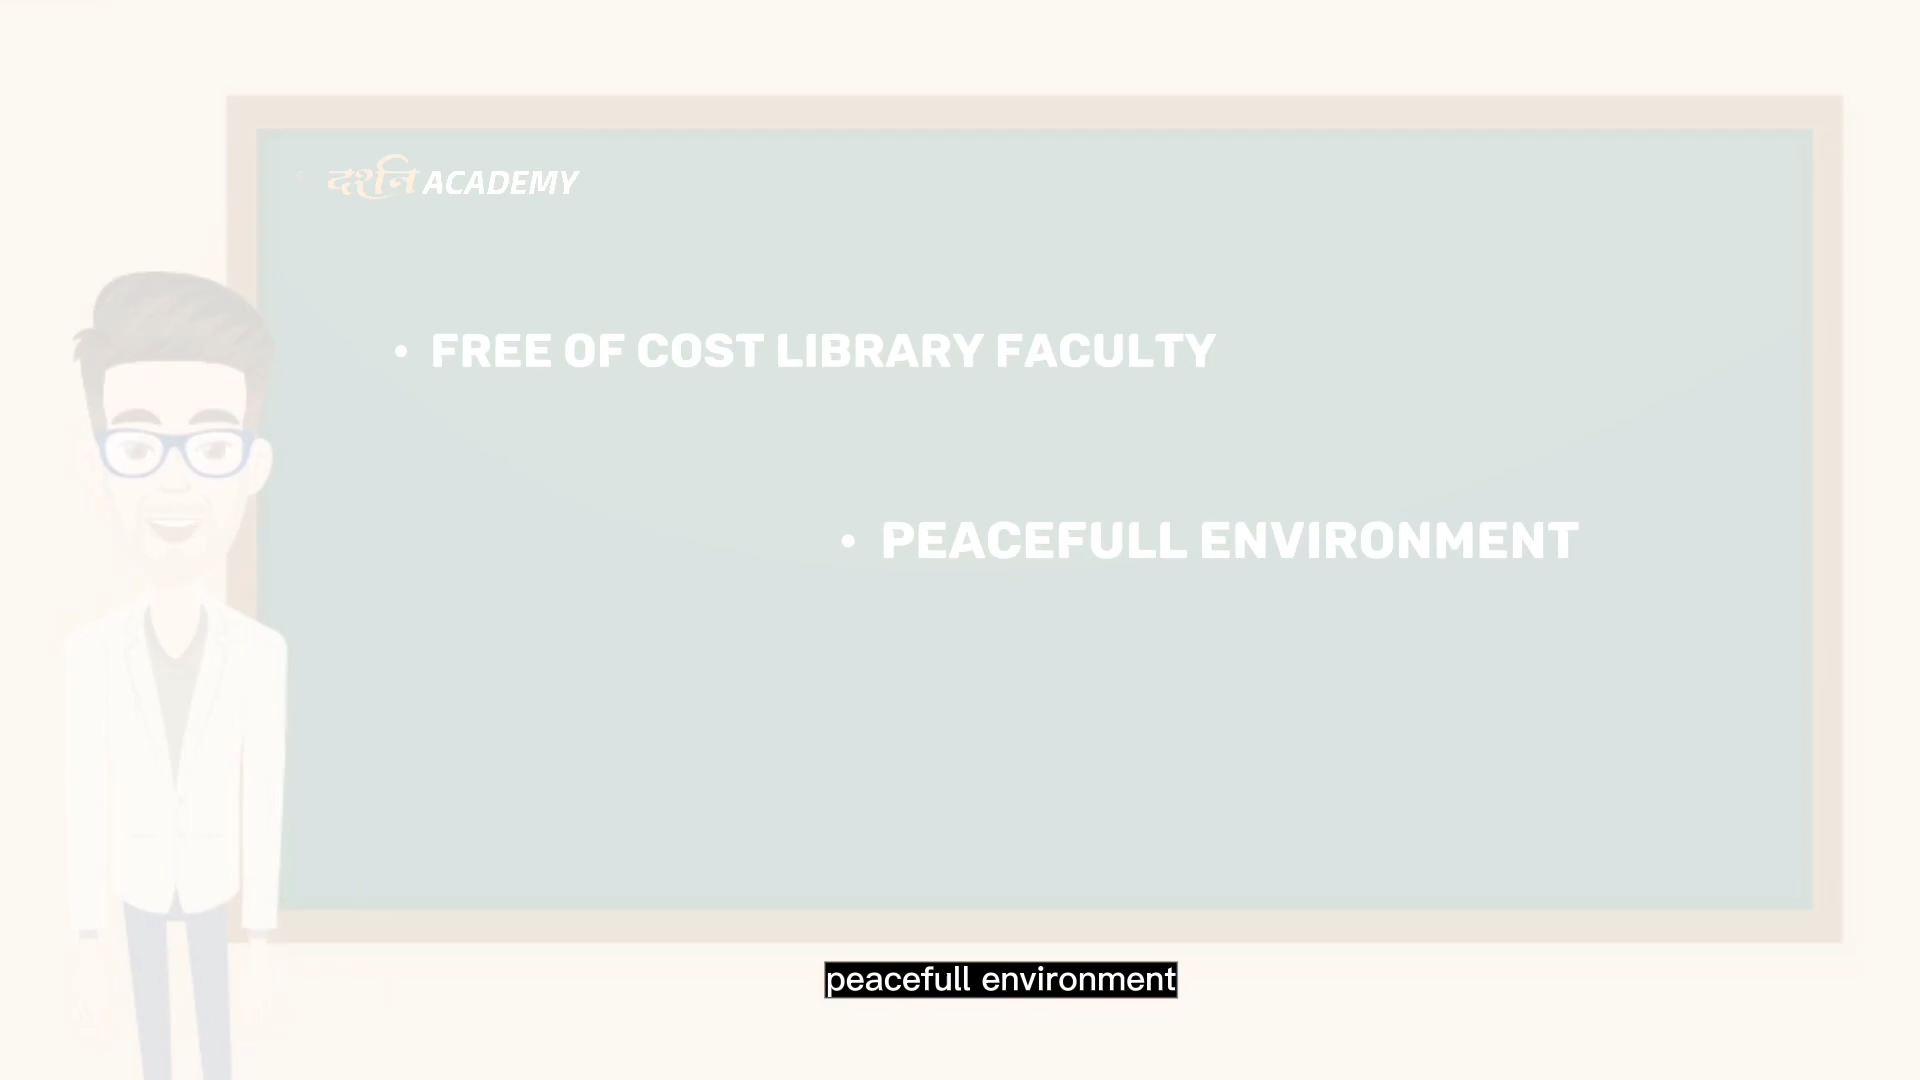 दर्शन ACADEMY
• FREE OF COST LIBRARY FACULTY
• PEACEFULL ENVIRONMENT
peacefull environment